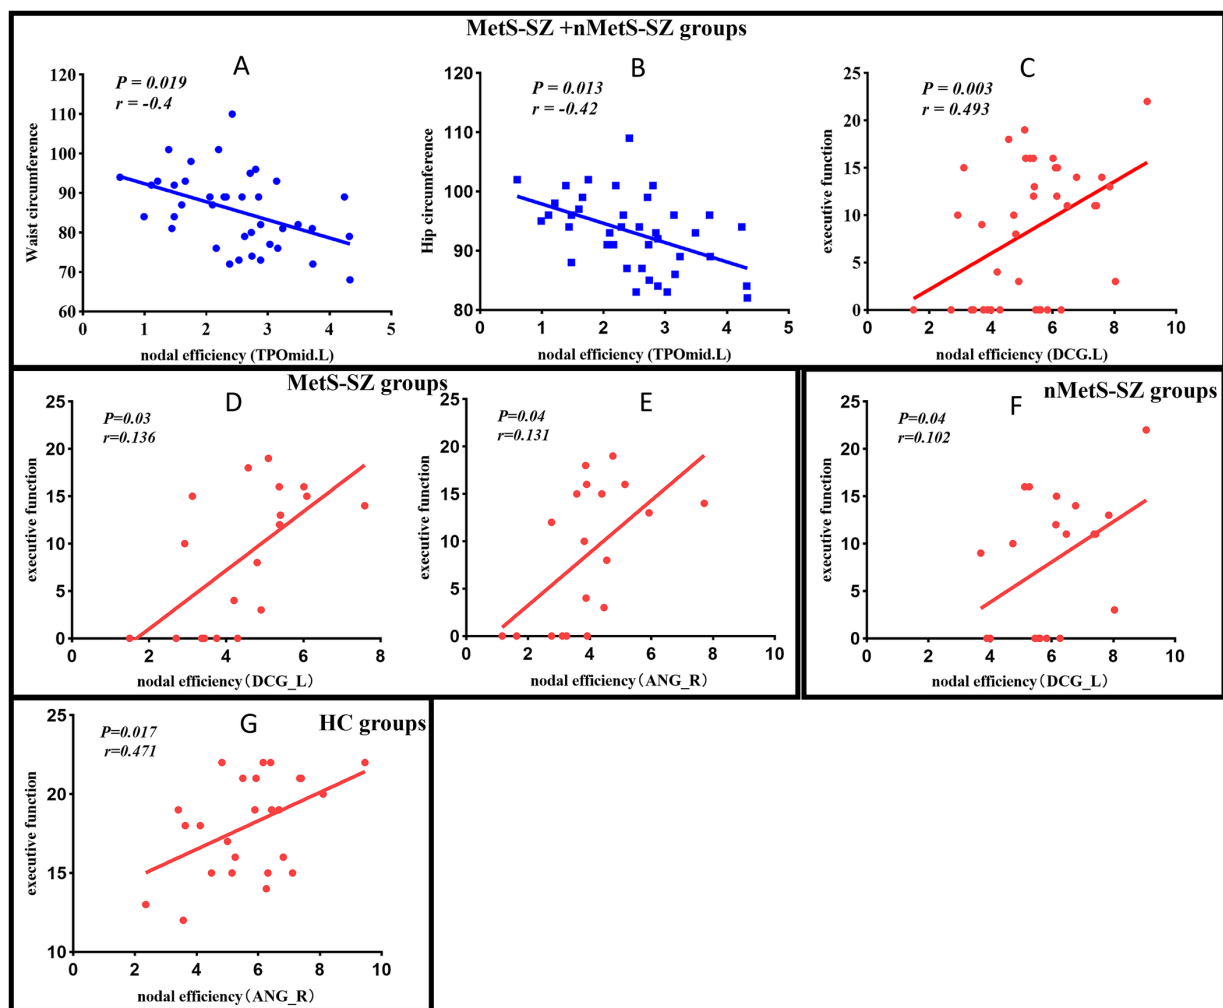 MetS-SZ +nMetS-SZ groups
A
P = 0.019
r = -0.4
Waist circumference
120
110
100
90
80
70
60
0 1 2 3 4 5
nodal efficiency (TPOmid.L)
B
P = 0.013
r = -0.42
Hip circumference
120
110
100
90
80
0 1 2 3 4 5
nodal efficiency (TPOmid.L)
C
P = 0.003
r = 0.493
executive function
25
20
15
10
5
0
0 2 4 6 8 10
nodal efficiency (DCG.L)
MetS-SZ groups
D
P=0.03
r=0.136
executive function
25
20
15
10
5
0
0 2 4 6 8
nodal efficiency（DCG_L）
E
P=0.04
r=0.131
executive function
25
20
15
10
5
0
0 2 4 6 8 10
nodal efficiency（ANG_R）
nMetS-SZ groups
F
P=0.04
r=0.102
executive function
25
20
15
10
5
0
0 2 4 6 8 10
nodal efficiency（DCG_L）
HC groups
G
P=0.017
r=0.471
executive function
25
20
15
10
0 2 4 6 8 10
nodal efficiency（ANG_R）